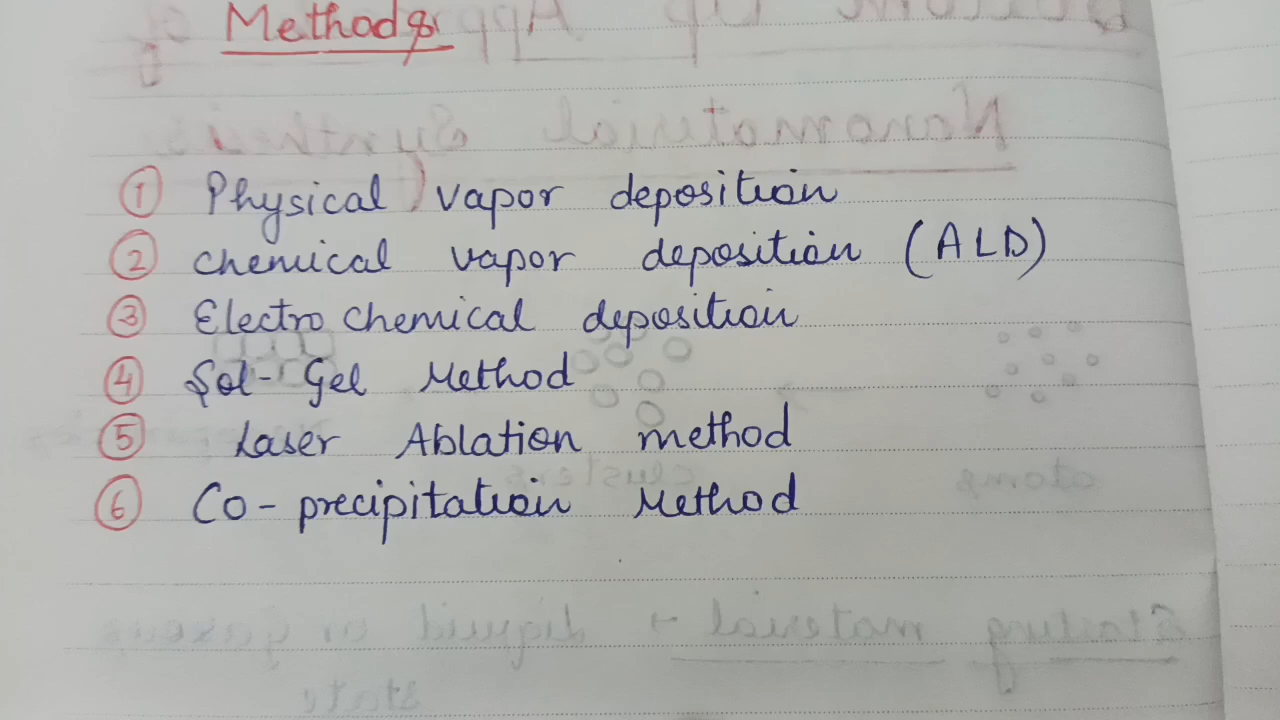 Methods
① Physical vapor deposition
② chemical vapor deposition (ALD)
③ Electro chemical deposition
④ Sol-Gel Method
⑤ Laser Ablation method
⑥ Co-precipitation Method